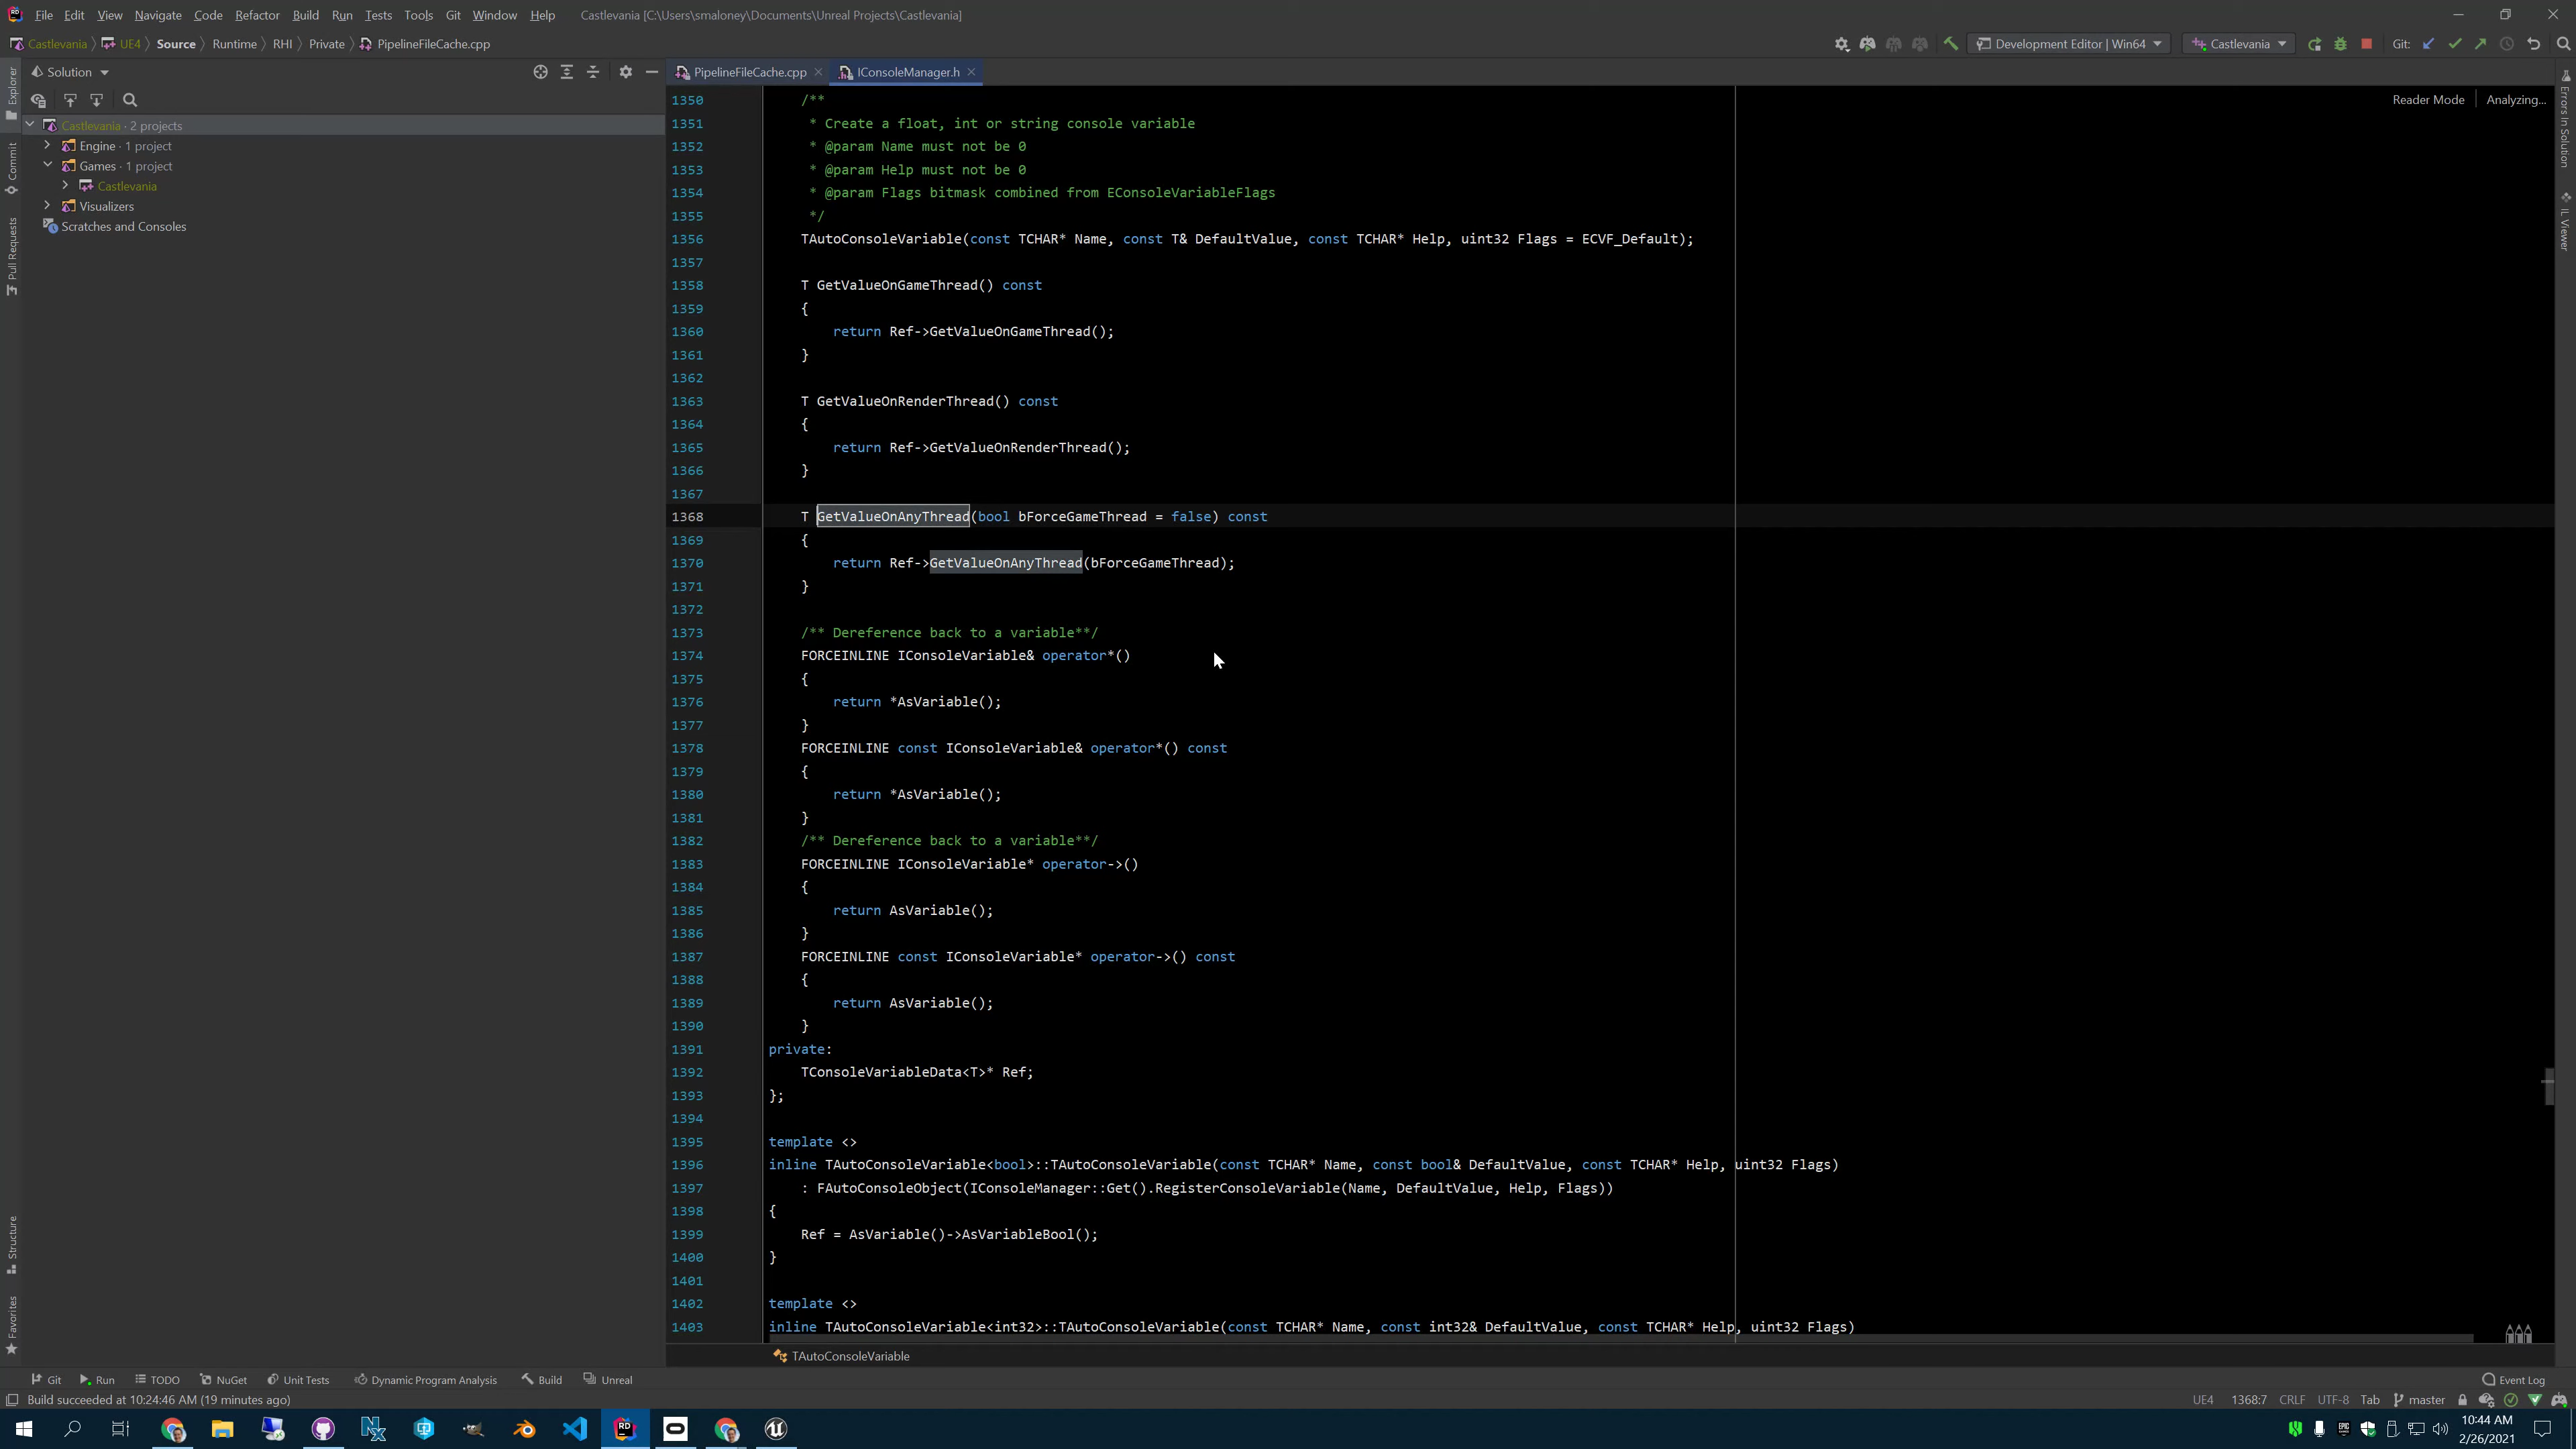 File Edit View Navigate Code Refactor Build Run Tests Tools Git Window Help Castlevania [C:\Users\smaloney\Documents\Unreal Projects\Castlevania]
Castlevania UE4 Source Runtime RHI Private PipelineFileCache.cpp Development Editor | Win64 Castlevania Git:
Solution PipelineFileCache.cpp IConsoleManager.h
Reader Mode Analyzing...
Castlevania · 2 projects
Engine · 1 project
Games · 1 project
Castlevania
Visualizers
Scratches and Consoles
Explorer
Commit
Pull Requests
Structure
Favorites
1350 /**
1351 * Create a float, int or string console variable
1352 * @param Name must not be 0
1353 * @param Help must not be 0
1354 * @param Flags bitmask combined from EConsoleVariableFlags
1355 */
1356 TAutoConsoleVariable(const TCHAR* Name, const T& DefaultValue, const TCHAR* Help, uint32 Flags = ECVF_Default);
1357
1358 T GetValueOnGameThread() const
1359 {
1360 return Ref->GetValueOnGameThread();
1361 }
1362
1363 T GetValueOnRenderThread() const
1364 {
1365 return Ref->GetValueOnRenderThread();
1366 }
1367
1368 T GetValueOnAnyThread(bool bForceGameThread = false) const
1369 {
1370 return Ref->GetValueOnAnyThread(bForceGameThread);
1371 }
1372
1373 /** Dereference back to a variable**/
1374 FORCEINLINE IConsoleVariable& operator*()
1375 {
1376 return *AsVariable();
1377 }
1378 FORCEINLINE const IConsoleVariable& operator*() const
1379 {
1380 return *AsVariable();
1381 }
1382 /** Dereference back to a variable**/
1383 FORCEINLINE IConsoleVariable* operator->()
1384 {
1385 return AsVariable();
1386 }
1387 FORCEINLINE const IConsoleVariable* operator->() const
1388 {
1389 return AsVariable();
1390 }
1391 private:
1392 TConsoleVariableData<T>* Ref;
1393 };
1394
1395 template <>
1396 inline TAutoConsoleVariable<bool>::TAutoConsoleVariable(const TCHAR* Name, const bool& DefaultValue, const TCHAR* Help, uint32 Flags)
1397 : FAutoConsoleObject(IConsoleManager::Get().RegisterConsoleVariable(Name, DefaultValue, Help, Flags))
1398 {
1399 Ref = AsVariable()->AsVariableBool();
1400 }
1401
1402 template <>
1403 inline TAutoConsoleVariable<int32>::TAutoConsoleVariable(const TCHAR* Name, const int32& DefaultValue, const TCHAR* Help, uint32 Flags)
Errors In Solution
IL Viewer
TAutoConsoleVariable
Git Run TODO NuGet Unit Tests Dynamic Program Analysis Build Unreal Event Log
Build succeeded at 10:24:46 AM (19 minutes ago) UE4 1368:7 CRLF UTF-8 Tab master
10:44 AM
2/26/2021